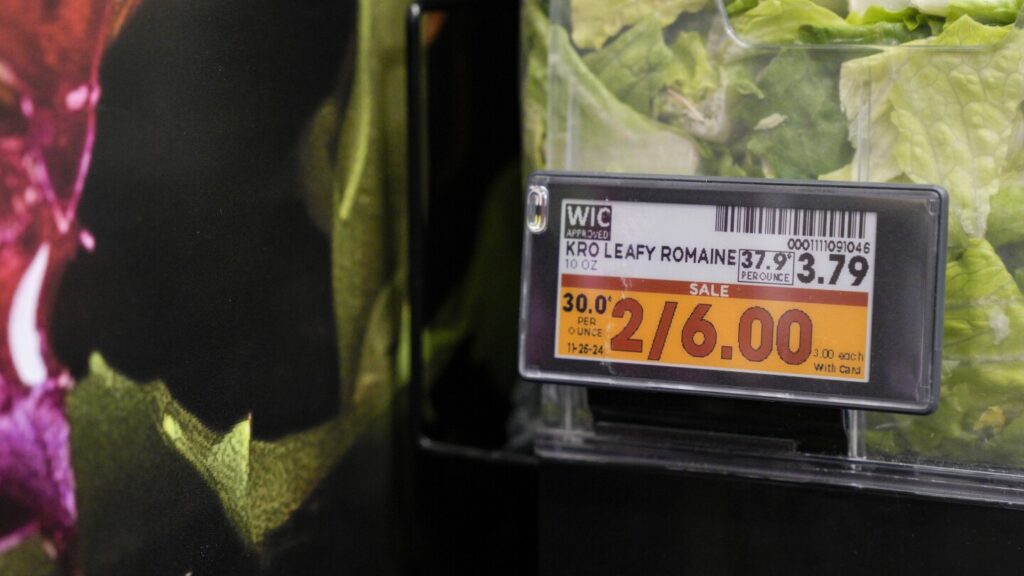 WIC
APPROVED
0001111091046
KRO LEAFY ROMAINE
10 OZ
37.9¢
PER OUNCE
3.79
SALE
30.0¢
PER
OUNCE
11-26-24
2/6.00
3.00 each
With Card